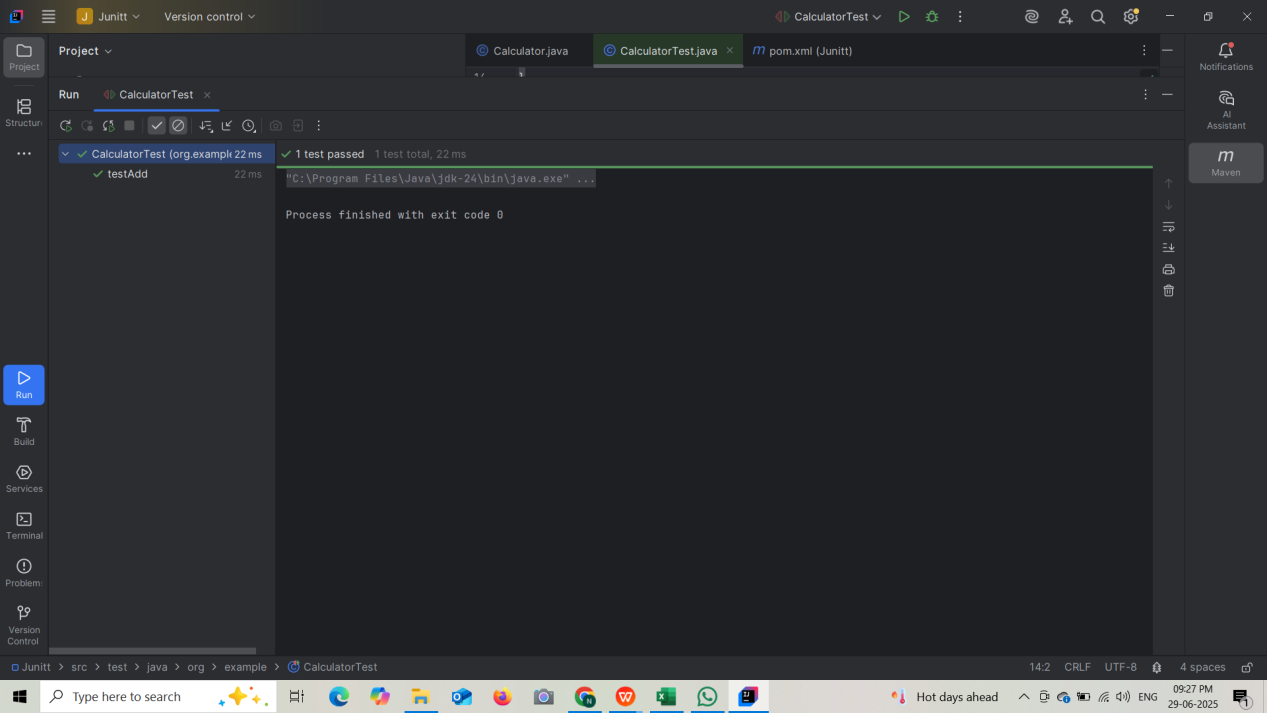 J Junitt Version control CalculatorTest
Project Calculator.java CalculatorTest.java pom.xml (Junitt)
Project
Notifications
Run CalculatorTest
Structur
AI
Assistant
CalculatorTest (org.example 22 ms
1 test passed 1 test total, 22 ms
testAdd 22 ms
"C:\Program Files\Java\jdk-24\bin\java.exe" ...
Process finished with exit code 0
m
Maven
Run
Build
Services
Terminal
Problem
Version
Control
Junitt > src > test > java > org > example > CalculatorTest 14:2 CRLF UTF-8 4 spaces
Type here to search Hot days ahead ENG 09:27 PM
29-06-2025
1